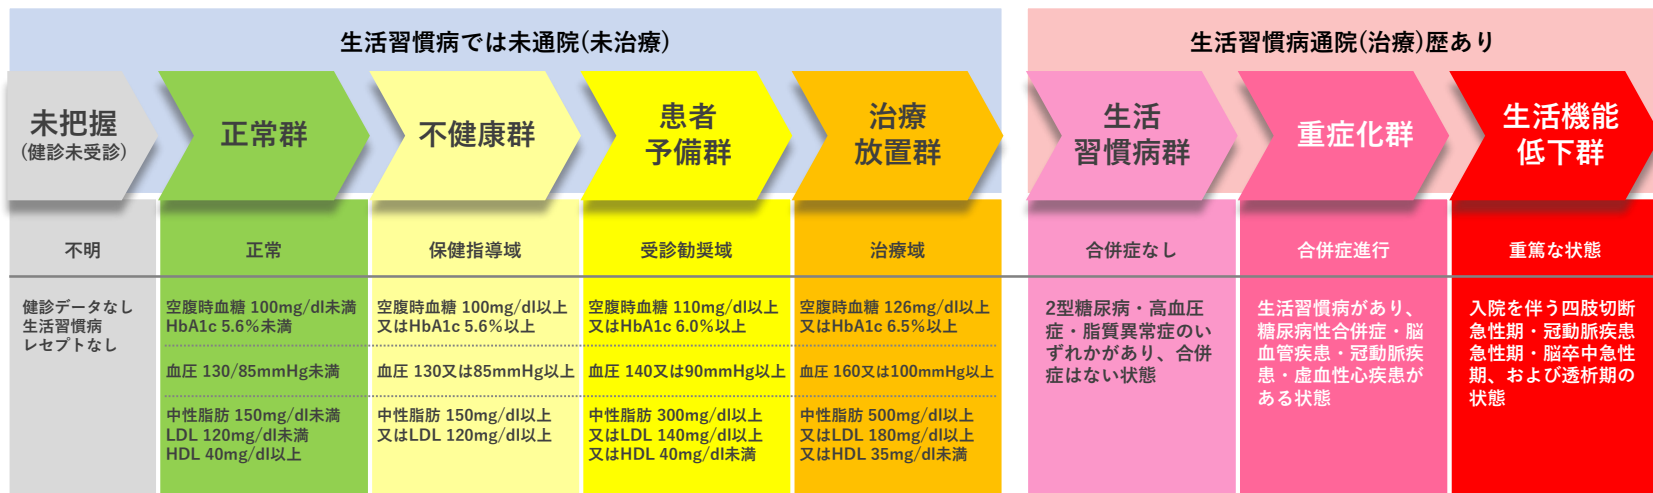 生活習慣病では未通院(未治療)
生活習慣病通院(治療)歴あり
未把握
(健診未受診)
正常群
不健康群
患者
予備群
治療
放置群
生活
習慣病群
重症化群
生活機能
低下群
不明
正常
保健指導域
受診勧奨域
治療域
合併症なし
合併症進行
重篤な状態
健診データなし
生活習慣病
レセプトなし
空腹時血糖 100mg/dl未満
HbA1c 5.6%未満
血圧 130/85mmHg未満
中性脂肪 150mg/dl未満
LDL 120mg/dl未満
HDL 40mg/dl以上
空腹時血糖 100mg/dl以上
又はHbA1c 5.6%以上
血圧 130又は85mmHg以上
中性脂肪 150mg/dl以上
又はLDL 120mg/dl以上
空腹時血糖 110mg/dl以上
又はHbA1c 6.0%以上
血圧 140又は90mmHg以上
中性脂肪 300mg/dl以上
又はLDL 140mg/dl以上
又はHDL 40mg/dl未満
空腹時血糖 126mg/dl以上
又はHbA1c 6.5%以上
血圧 160又は100mmHg以上
中性脂肪 500mg/dl以上
又はLDL 180mg/dl以上
又はHDL 35mg/dl未満
2型糖尿病・高血圧
症・脂質異常症のい
ずれかがあり、合併
症はない状態
生活習慣病があり、
糖尿病性合併症・脳
血管疾患・冠動脈疾
患・虚血性心疾患が
ある状態
入院を伴う四肢切断
急性期・冠動脈疾患
急性期・脳卒中急性
期、および透析期の
状態